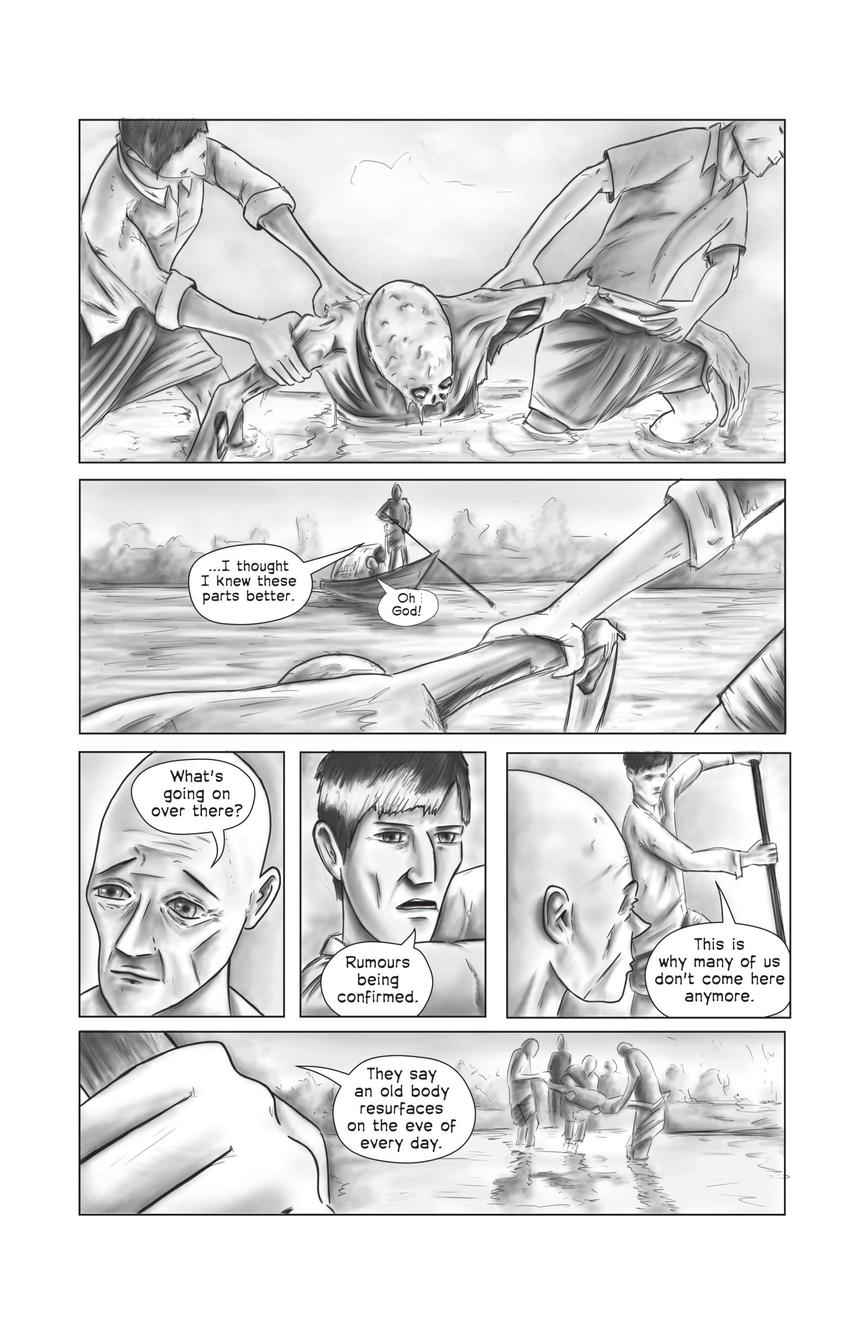 ...I thought
I knew these
parts better.
Oh
God!
What's
going on
over there?
Rumours
being
confirmed.
This is
why many of us
don't come here
anymore.
They say
an old body
resurfaces
on the eve of
every day.